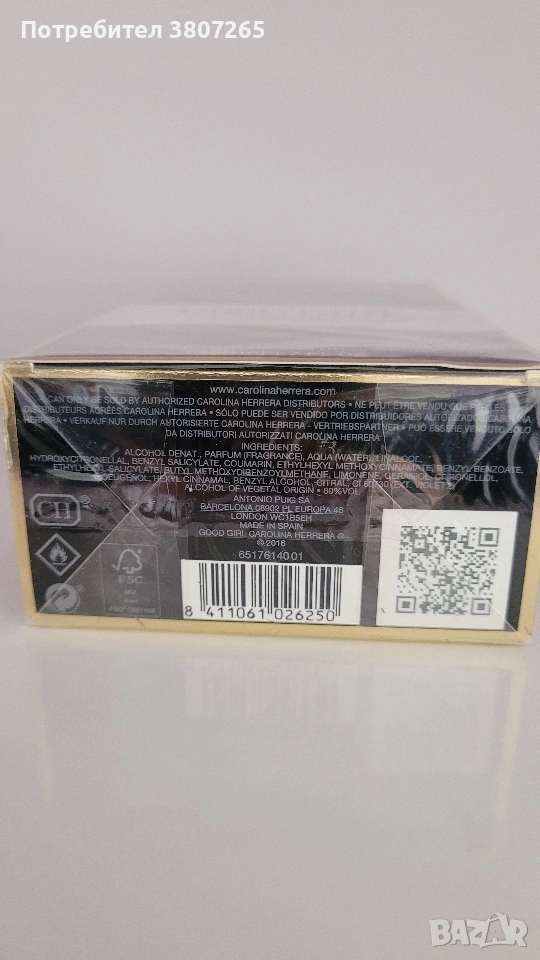 Потребител 3807265
www.carolinaherrera.com
CAN ONLY BE SOLD BY AUTHORIZED CAROLINA HERRERA DISTRIBUTORS • NE PEUT ÊTRE VENDU QUE
DISTRIBUTEURS AGRÉÉS CAROLINA HERRERA • SÓLO PUEDE SER VENDIDO POR DISTRIBUIDORES AUTORIZADOS CAROLINA
HERRERA • VERKAUF NUR DURCH AUTORISIERTE CAROLINA HERRERA - VERTRIEBSPARTNER • PUÒ ESSERE VENDUTO SOLO
DA DISTRIBUTORI AUTORIZZATI CAROLINA HERRERA
INGREDIENTS:
ALCOHOL DENAT., PARFUM (FRAGRANCE), AQUA (WATER), LINALOOL,
HYDROXYCITRONELLAL, BENZYL SALICYLATE, COUMARIN, ETHYLHEXYL METHOXYCINNAMATE, BENZYL BENZOATE,
ETHYLHEXYL SALICYLATE, BUTYL METHOXYDIBENZOYLMETHANE, LIMONENE, GERANIOL, CITRONELLOL,
ISOEUGENOL, HEXYL CINNAMAL, BENZYL ALCOHOL, CITRAL, CI 60730 (EXT. VIOLET 2).
ALCOHOL OF VEGETAL ORIGIN • 80%VOL
ANTONIO PUIG SA
BARCELONA 08902 PL EUROPA 46
LONDON WC1B5EH
MADE IN SPAIN
GOOD GIRL CAROLINA HERRERA ®
© 2016
6517614001
CH
FSC
MIX
8 411061 026250
BAZAR